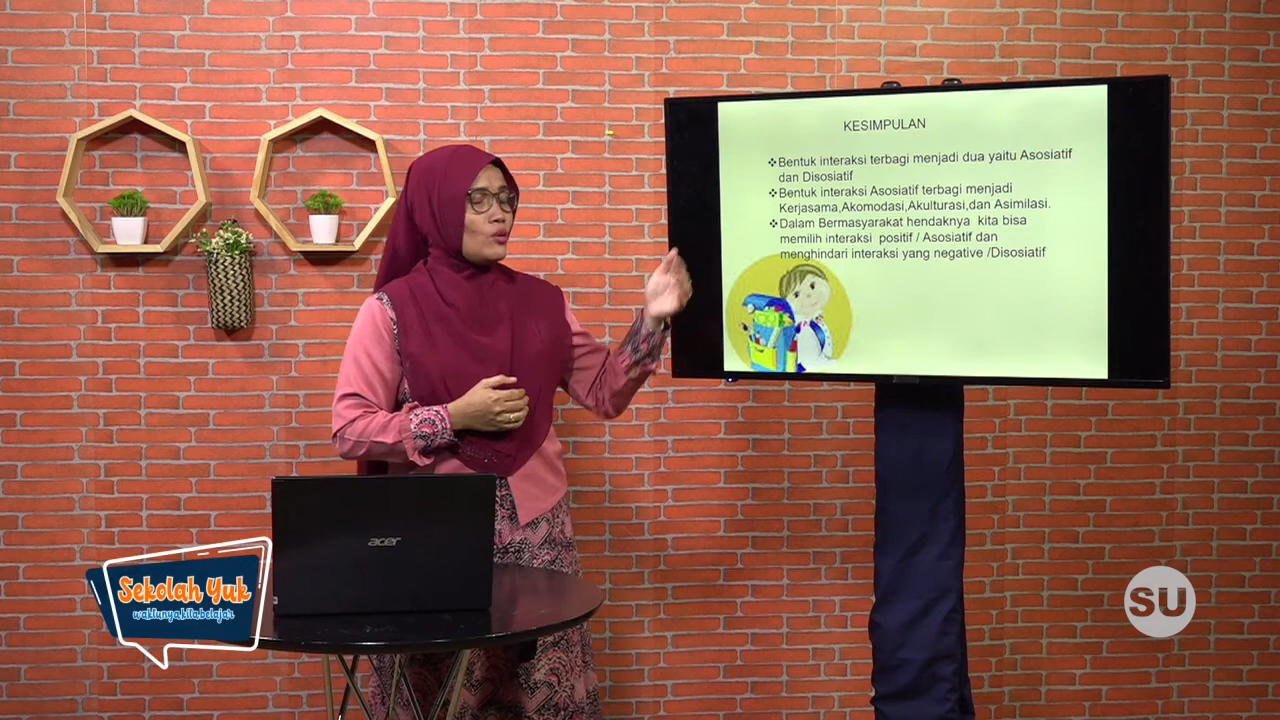 KESIMPULAN
❖Bentuk interaksi terbagi menjadi dua yaitu Asosiatif
dan Disosiatif
❖Bentuk interaksi Asosiatif terbagi menjadi
Kerjasama,Akomodasi,Akulturasi,dan Asimilasi.
❖Dalam Bermasyarakat hendaknya kita bisa
memilih interaksi positif / Asosiatif dan
menghindari interaksi yang negative /Disosiatif
acer
Sekolah Yuk
waktunya kita belajar
SU